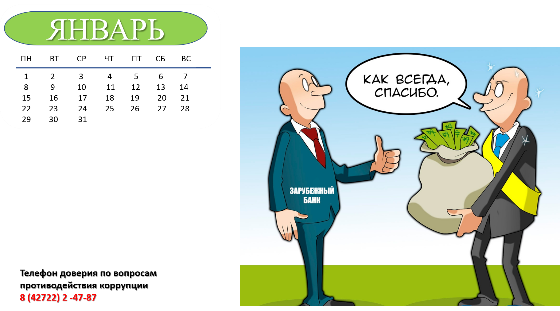 ЯНВАРЬ
ПН ВТ СР ЧТ ПТ СБ ВС
1 2 3 4 5 6 7
8 9 10 11 12 13 14
15 16 17 18 19 20 21
22 23 24 25 26 27 28
29 30 31
КАК ВСЕГДА,
СПАСИБО.
ЗАРУБЕЖНЫЙ
БАНК
Телефон доверия по вопросам
противодействия коррупции
8 (42722) 2 -47-87